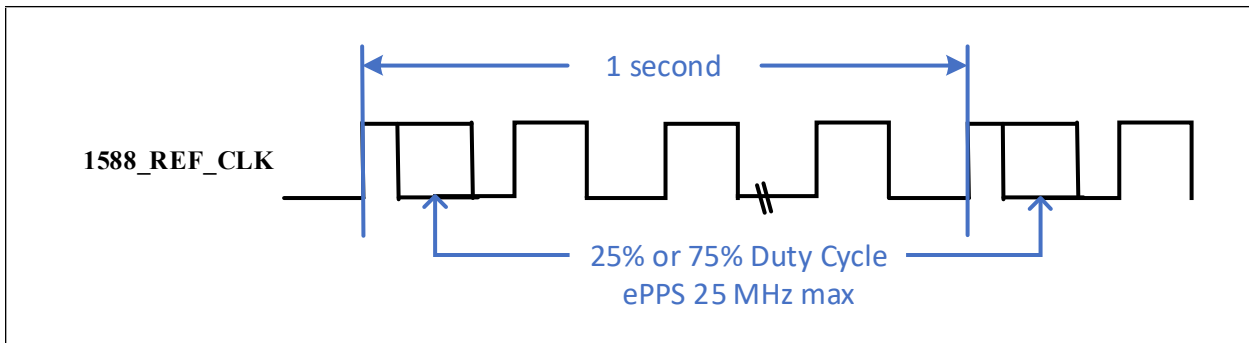 1 second
1588_REF_CLK
25% or 75% Duty Cycle
ePPS 25 MHz max